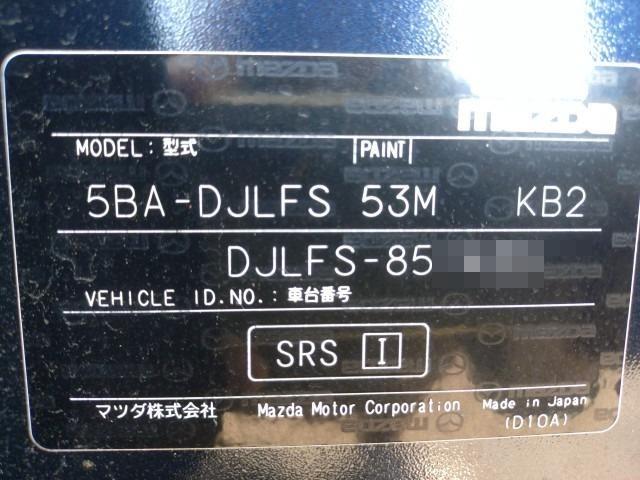 mazda
MODEL: 型式 PAINT
5BA-DJLFS 53M KB2
DJLFS-85
VEHICLE ID.NO.: 車台番号
SRS I
マツダ株式会社 Mazda Motor Corporation Made in Japan
(D10A)